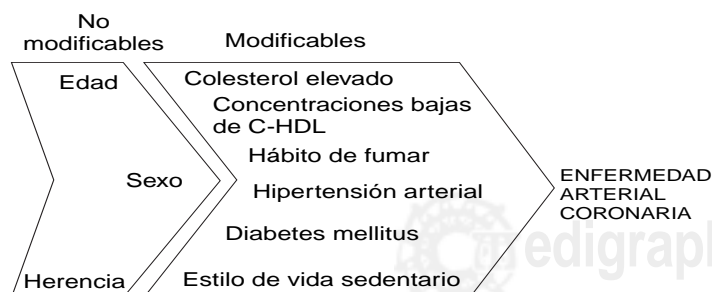 No
modificables
Modificables
Edad
Sexo
Herencia
Colesterol elevado
Concentraciones bajas
de C-HDL
Hábito de fumar
Hipertensión arterial
Diabetes mellitus
Estilo de vida sedentario
ENFERMEDAD
ARTERIAL
CORONARIA
edigraph